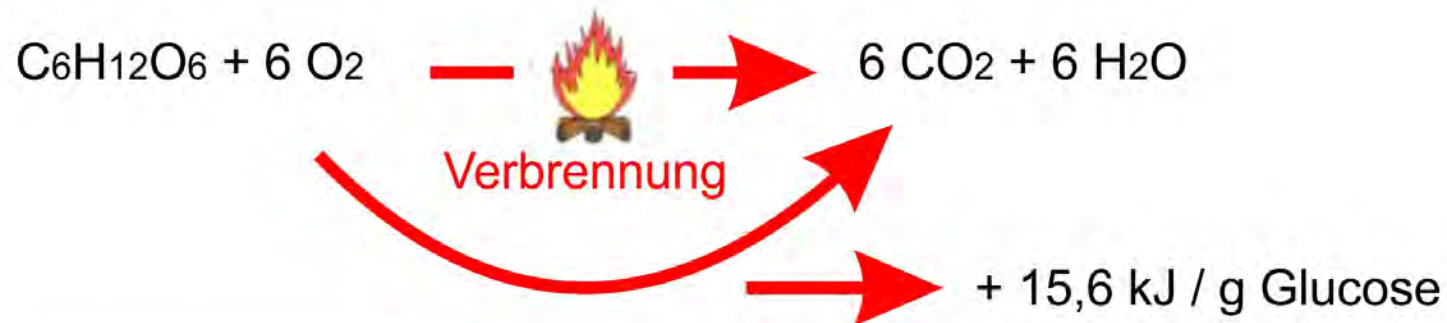 C6H12O6 + 6 O2 6 CO2 + 6 H2O
Verbrennung
+ 15,6 kJ / g Glucose